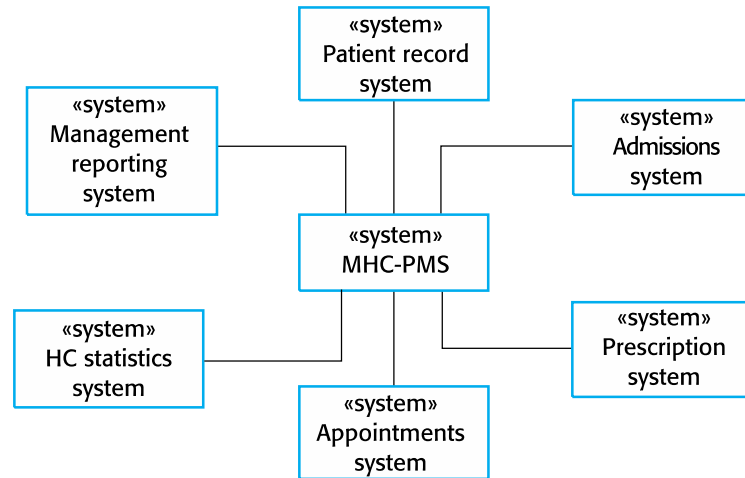 «system»
Patient record
system
«system»
Management
reporting
system
«system»
Admissions
system
«system»
MHC-PMS
«system»
HC statistics
system
«system»
Prescription
system
«system»
Appointments
system